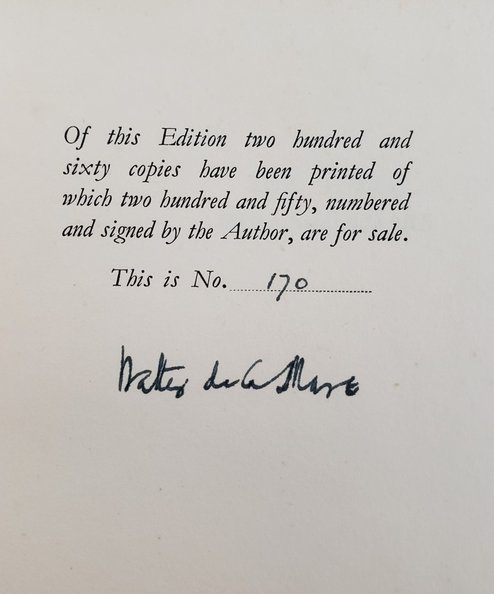 Of this Edition two hundred and
sixty copies have been printed of
which two hundred and fifty, numbered
and signed by the Author, are for sale.
This is No. 170
Walter de la Mare